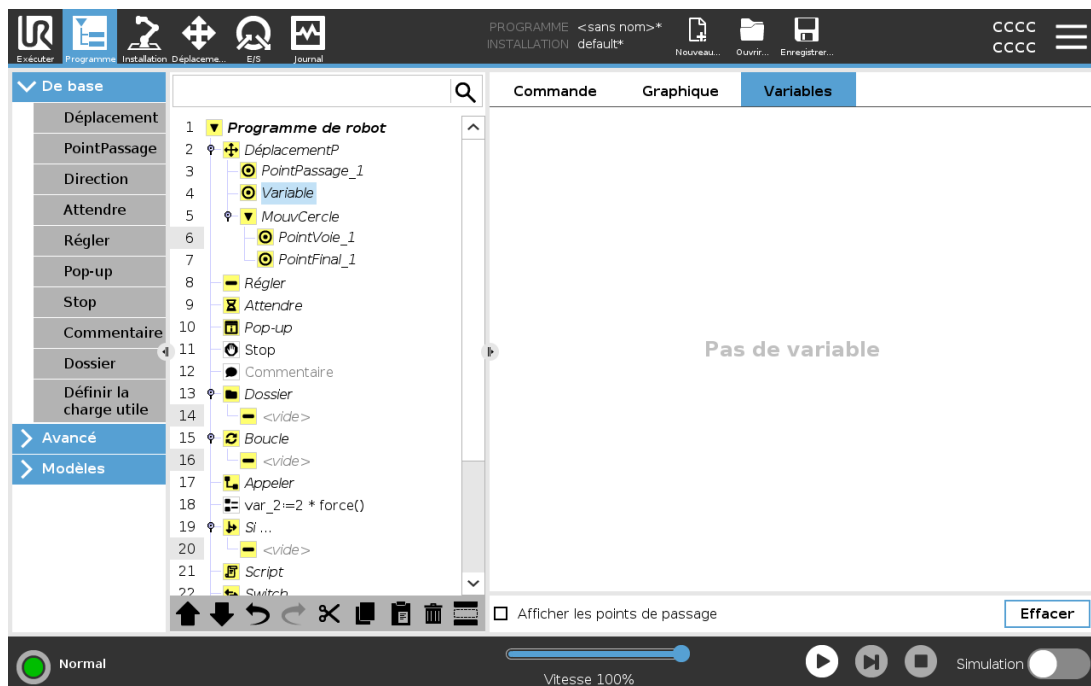 PROGRAMME <sans nom>*
INSTALLATION default*
CCCC
CCCC
Exécuter Programme Installation Déplaceme... E/S Journal Nouveau... Ouvrir... Enregistrer...
De base
Déplacement
PointPassage
Direction
Attendre
Régler
Pop-up
Stop
Commentaire
Dossier
Définir la
charge utile
Avancé
Modèles
1 Programme de robot
2 DéplacementP
3 PointPassage_1
4 Variable
5 MouvCercle
6 PointVoie_1
7 PointFinal_1
8 Régler
9 Attendre
10 Pop-up
11 Stop
12 Commentaire
13 Dossier
14 <vide>
15 Boucle
16 <vide>
17 Appeler
18 var_2:=2 * force()
19 Si ...
20 <vide>
21 Script
22 Switch
Commande Graphique Variables
Pas de variable
Afficher les points de passage Effacer
Normal
Vitesse 100%
Simulation